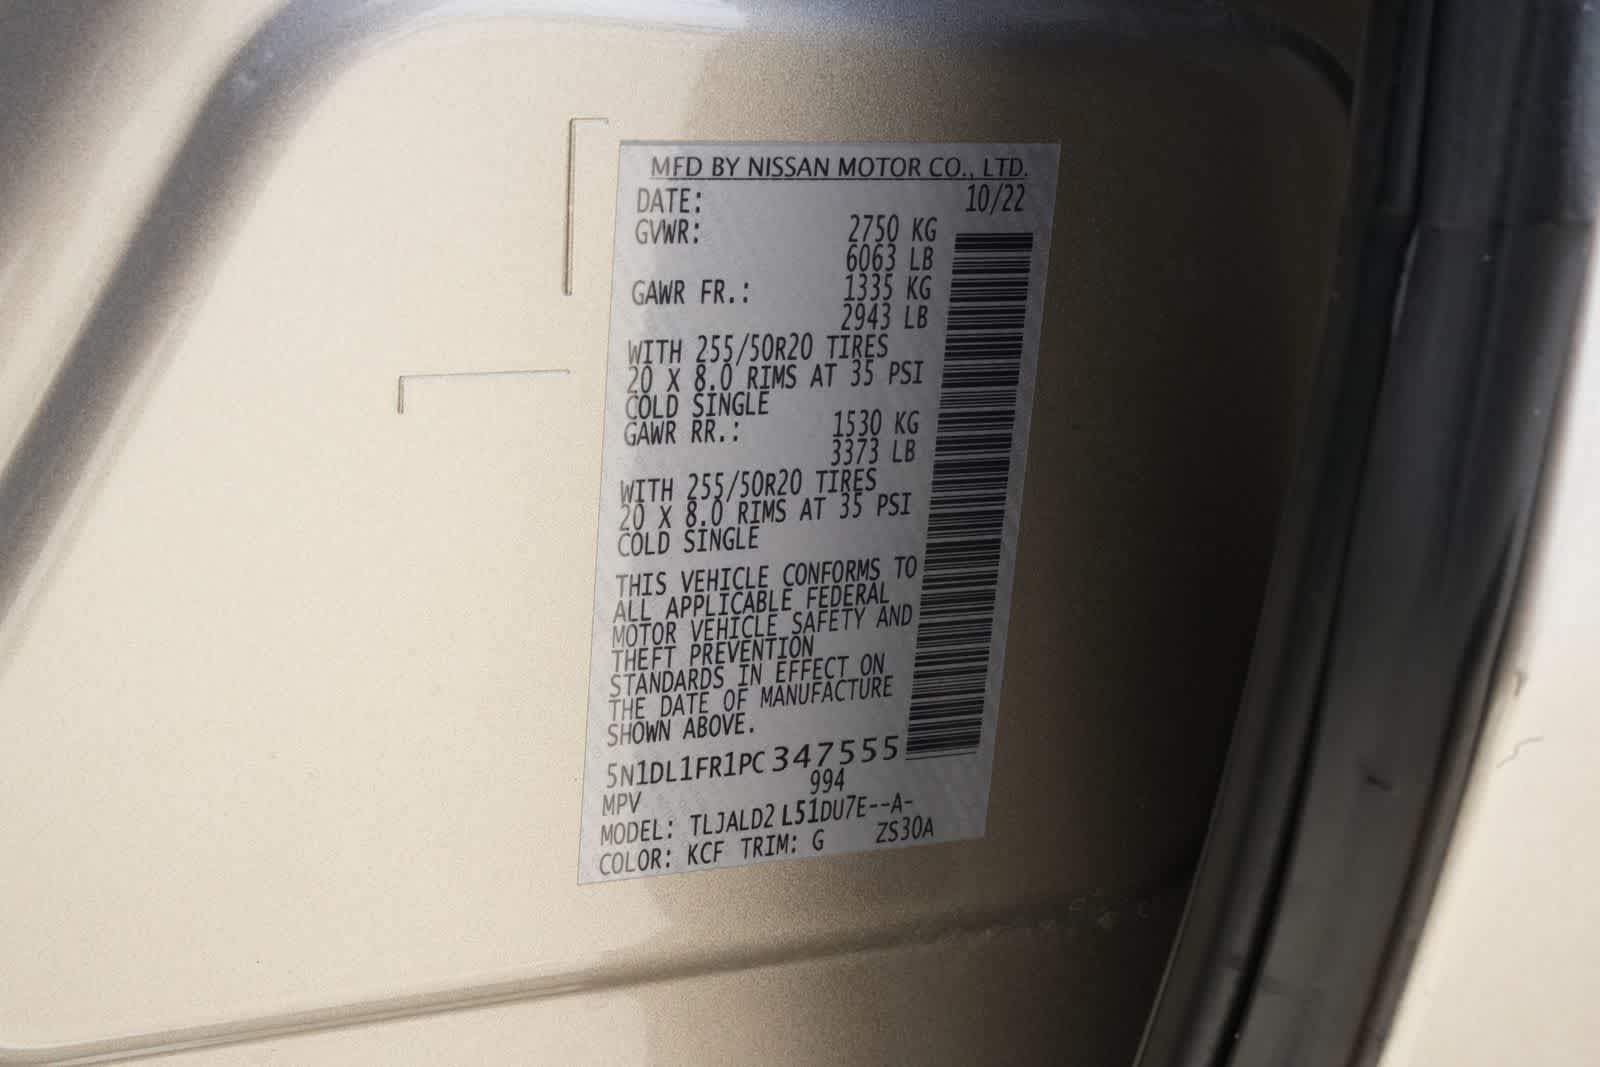 MFD BY NISSAN MOTOR CO., LTD.
DATE: 10/22
GVWR: 2750 KG
6063 LB
GAWR FR.: 1335 KG
2943 LB
WITH 255/50R20 TIRES
20 X 8.0 RIMS AT 35 PSI
COLD SINGLE
GAWR RR.: 1530 KG
3373 LB
WITH 255/50R20 TIRES
20 X 8.0 RIMS AT 35 PSI
COLD SINGLE
THIS VEHICLE CONFORMS TO
ALL APPLICABLE FEDERAL
MOTOR VEHICLE SAFETY AND
THEFT PREVENTION
STANDARDS IN EFFECT ON
THE DATE OF MANUFACTURE
SHOWN ABOVE.
5N1DL1FR1PC347555
MPV 994
MODEL: TLJALD2 L51DU7E--A-
COLOR: KCF TRIM: G ZS30A